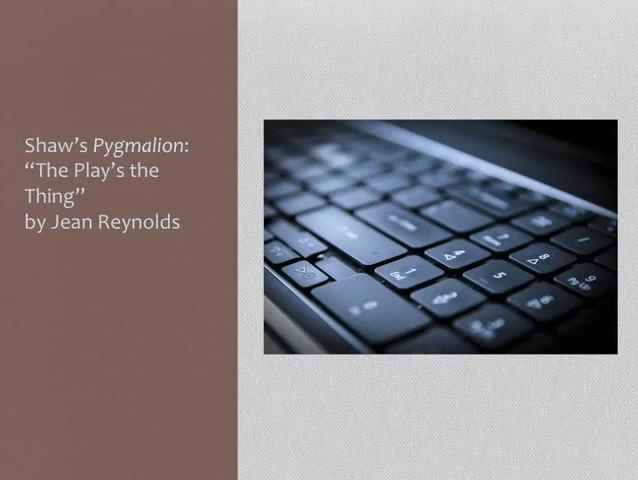 Shaw’s Pygmalion:
“The Play’s the
Thing”
by Jean Reynolds